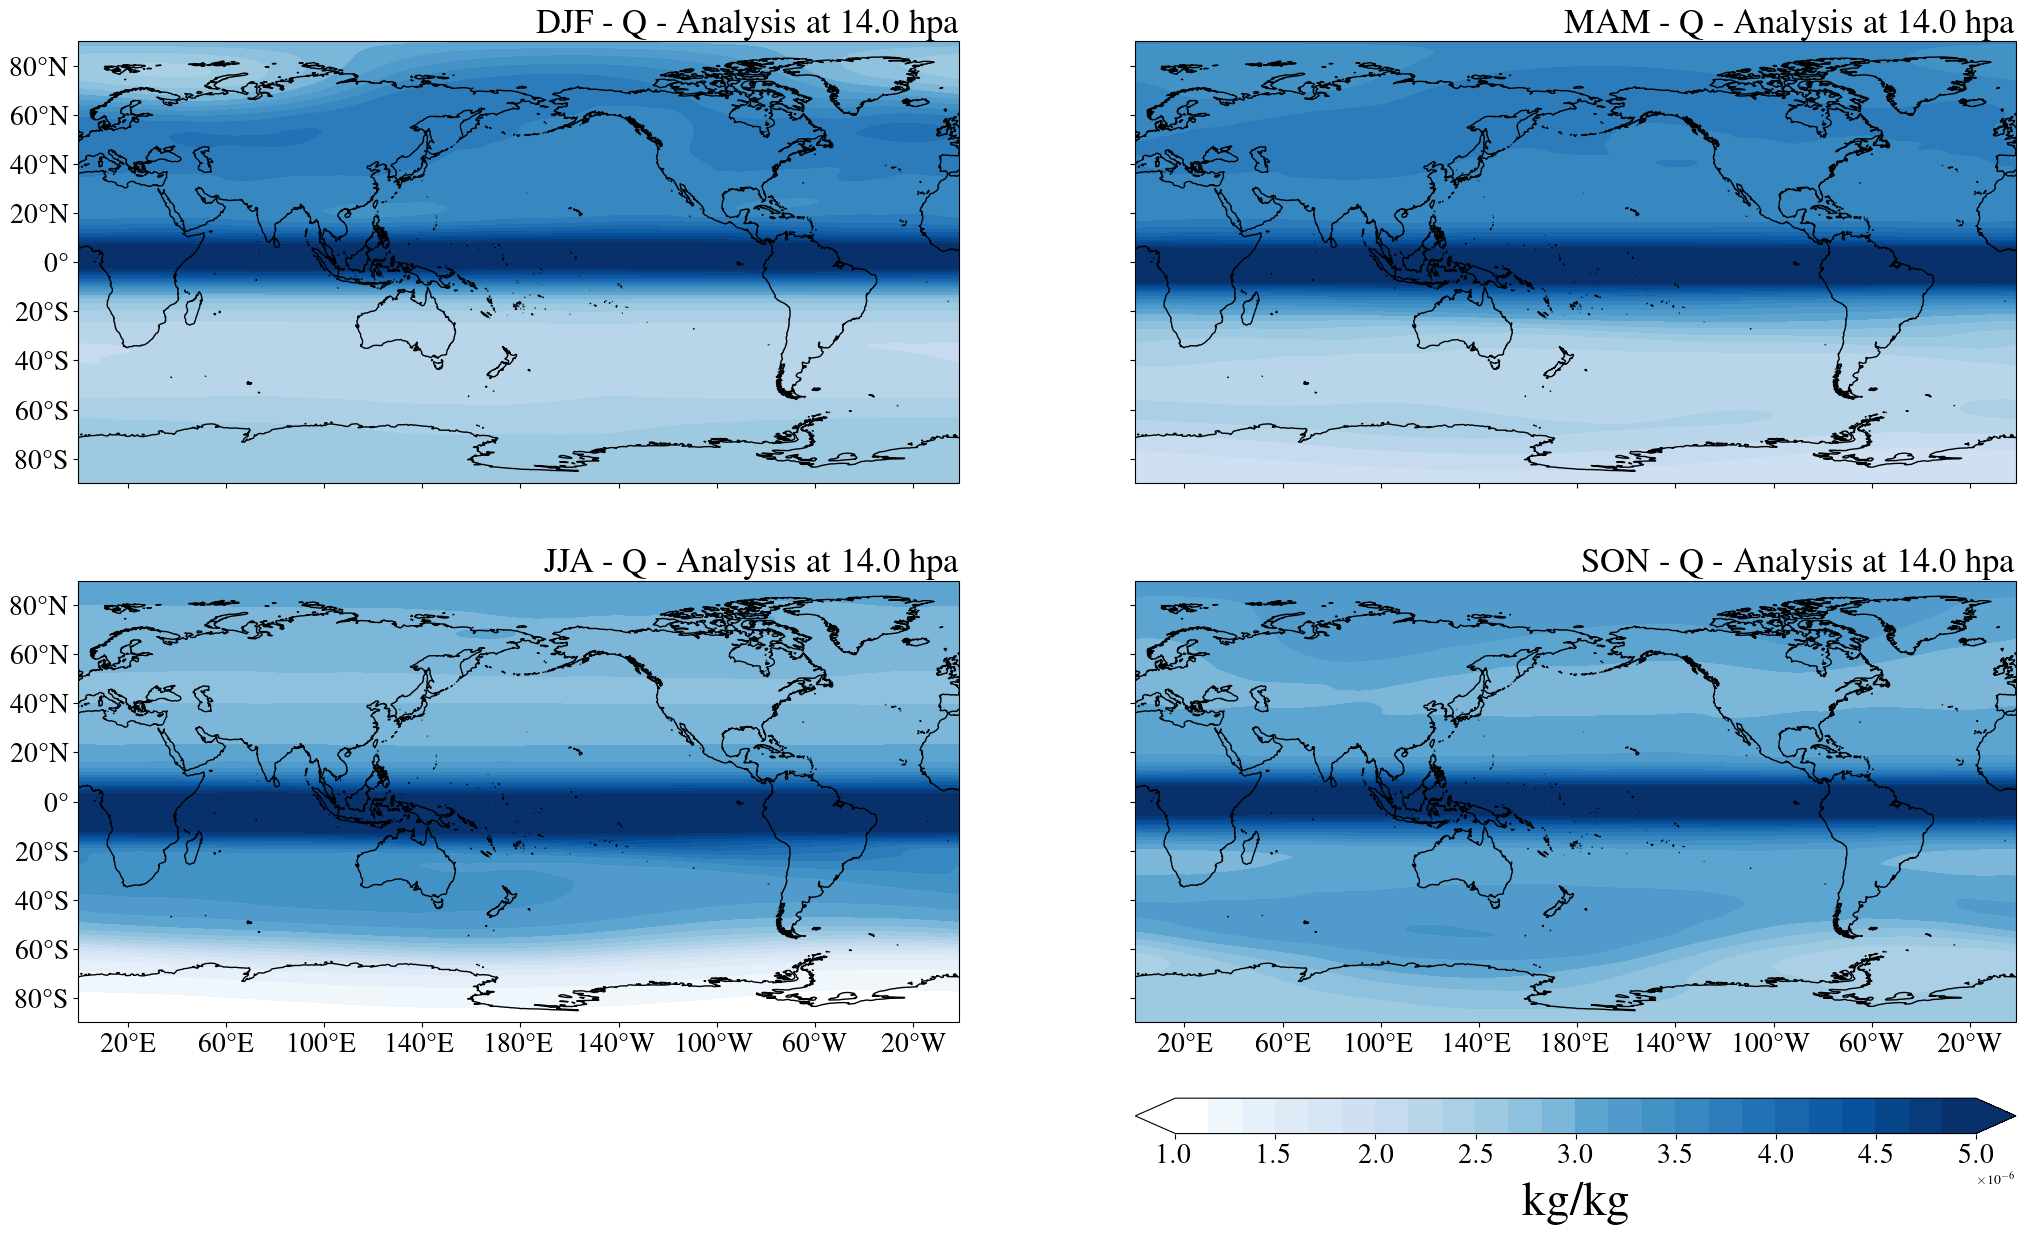 DJF - Q - Analysis at 14.0 hpa
MAM - Q - Analysis at 14.0 hpa
80°N
60°N
40°N
20°N
0°
20°S
40°S
60°S
80°S
JJA - Q - Analysis at 14.0 hpa
SON - Q - Analysis at 14.0 hpa
80°N
60°N
40°N
20°N
0°
20°S
40°S
60°S
80°S
20°E 60°E 100°E 140°E 180°E 140°W 100°W 60°W 20°W
20°E 60°E 100°E 140°E 180°E 140°W 100°W 60°W 20°W
1.0 1.5 2.0 2.5 3.0 3.5 4.0 4.5 5.0
×10⁻⁶
kg/kg